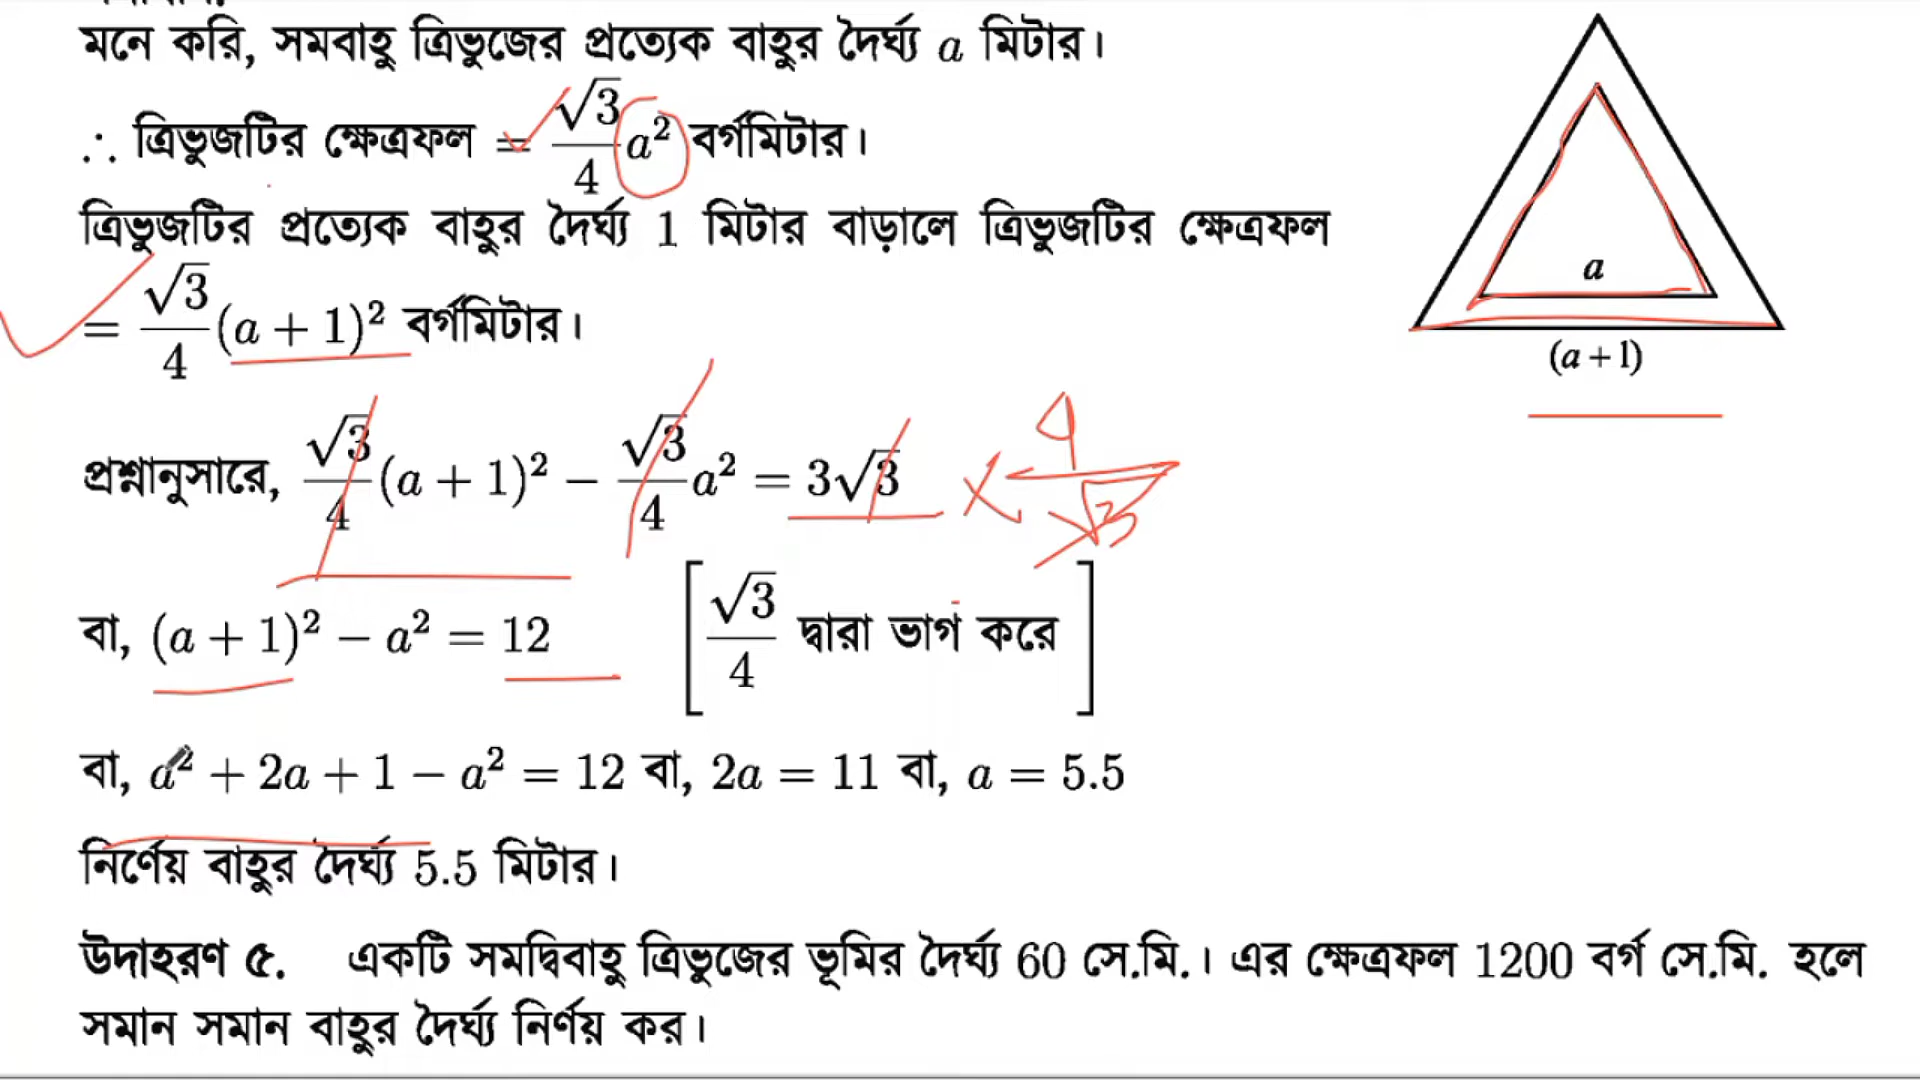 মনে করি, সমবাহু ত্রিভুজের প্রত্যেক বাহুর দৈর্ঘ্য a মিটার।
∴ ত্রিভুজটির ক্ষেত্রফল = √3/4 a² বর্গমিটার।
ত্রিভুজটির প্রত্যেক বাহুর দৈর্ঘ্য 1 মিটার বাড়ালে ত্রিভুজটির ক্ষেত্রফল
= √3/4 (a + 1)² বর্গমিটার।
a
(a + 1)
প্রশ্নানুসারে, √3/4 (a + 1)² − √3/4 a² = 3√3 × 4/√3
বা, (a + 1)² − a² = 12 [√3/4 দ্বারা ভাগ করে]
বা, a² + 2a + 1 − a² = 12 বা, 2a = 11 বা, a = 5.5
নির্ণেয় বাহুর দৈর্ঘ্য 5.5 মিটার।
উদাহরণ ৫. একটি সমদ্বিবাহু ত্রিভুজের ভূমির দৈর্ঘ্য 60 সে.মি.। এর ক্ষেত্রফল 1200 বর্গ সে.মি. হলে
সমান সমান বাহুর দৈর্ঘ্য নির্ণয় কর।